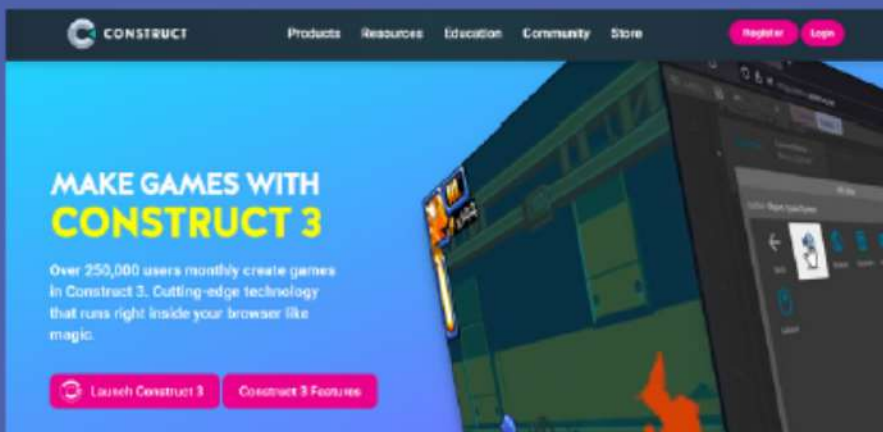 CONSTRUCT
Products Resources Education Community Store
Register Login
MAKE GAMES WITH
CONSTRUCT 3
Over 250,000 users monthly create games
in Construct 3. Cutting-edge technology
that runs right inside your browser like
magic.
Launch Construct 3 Construct 3 Features